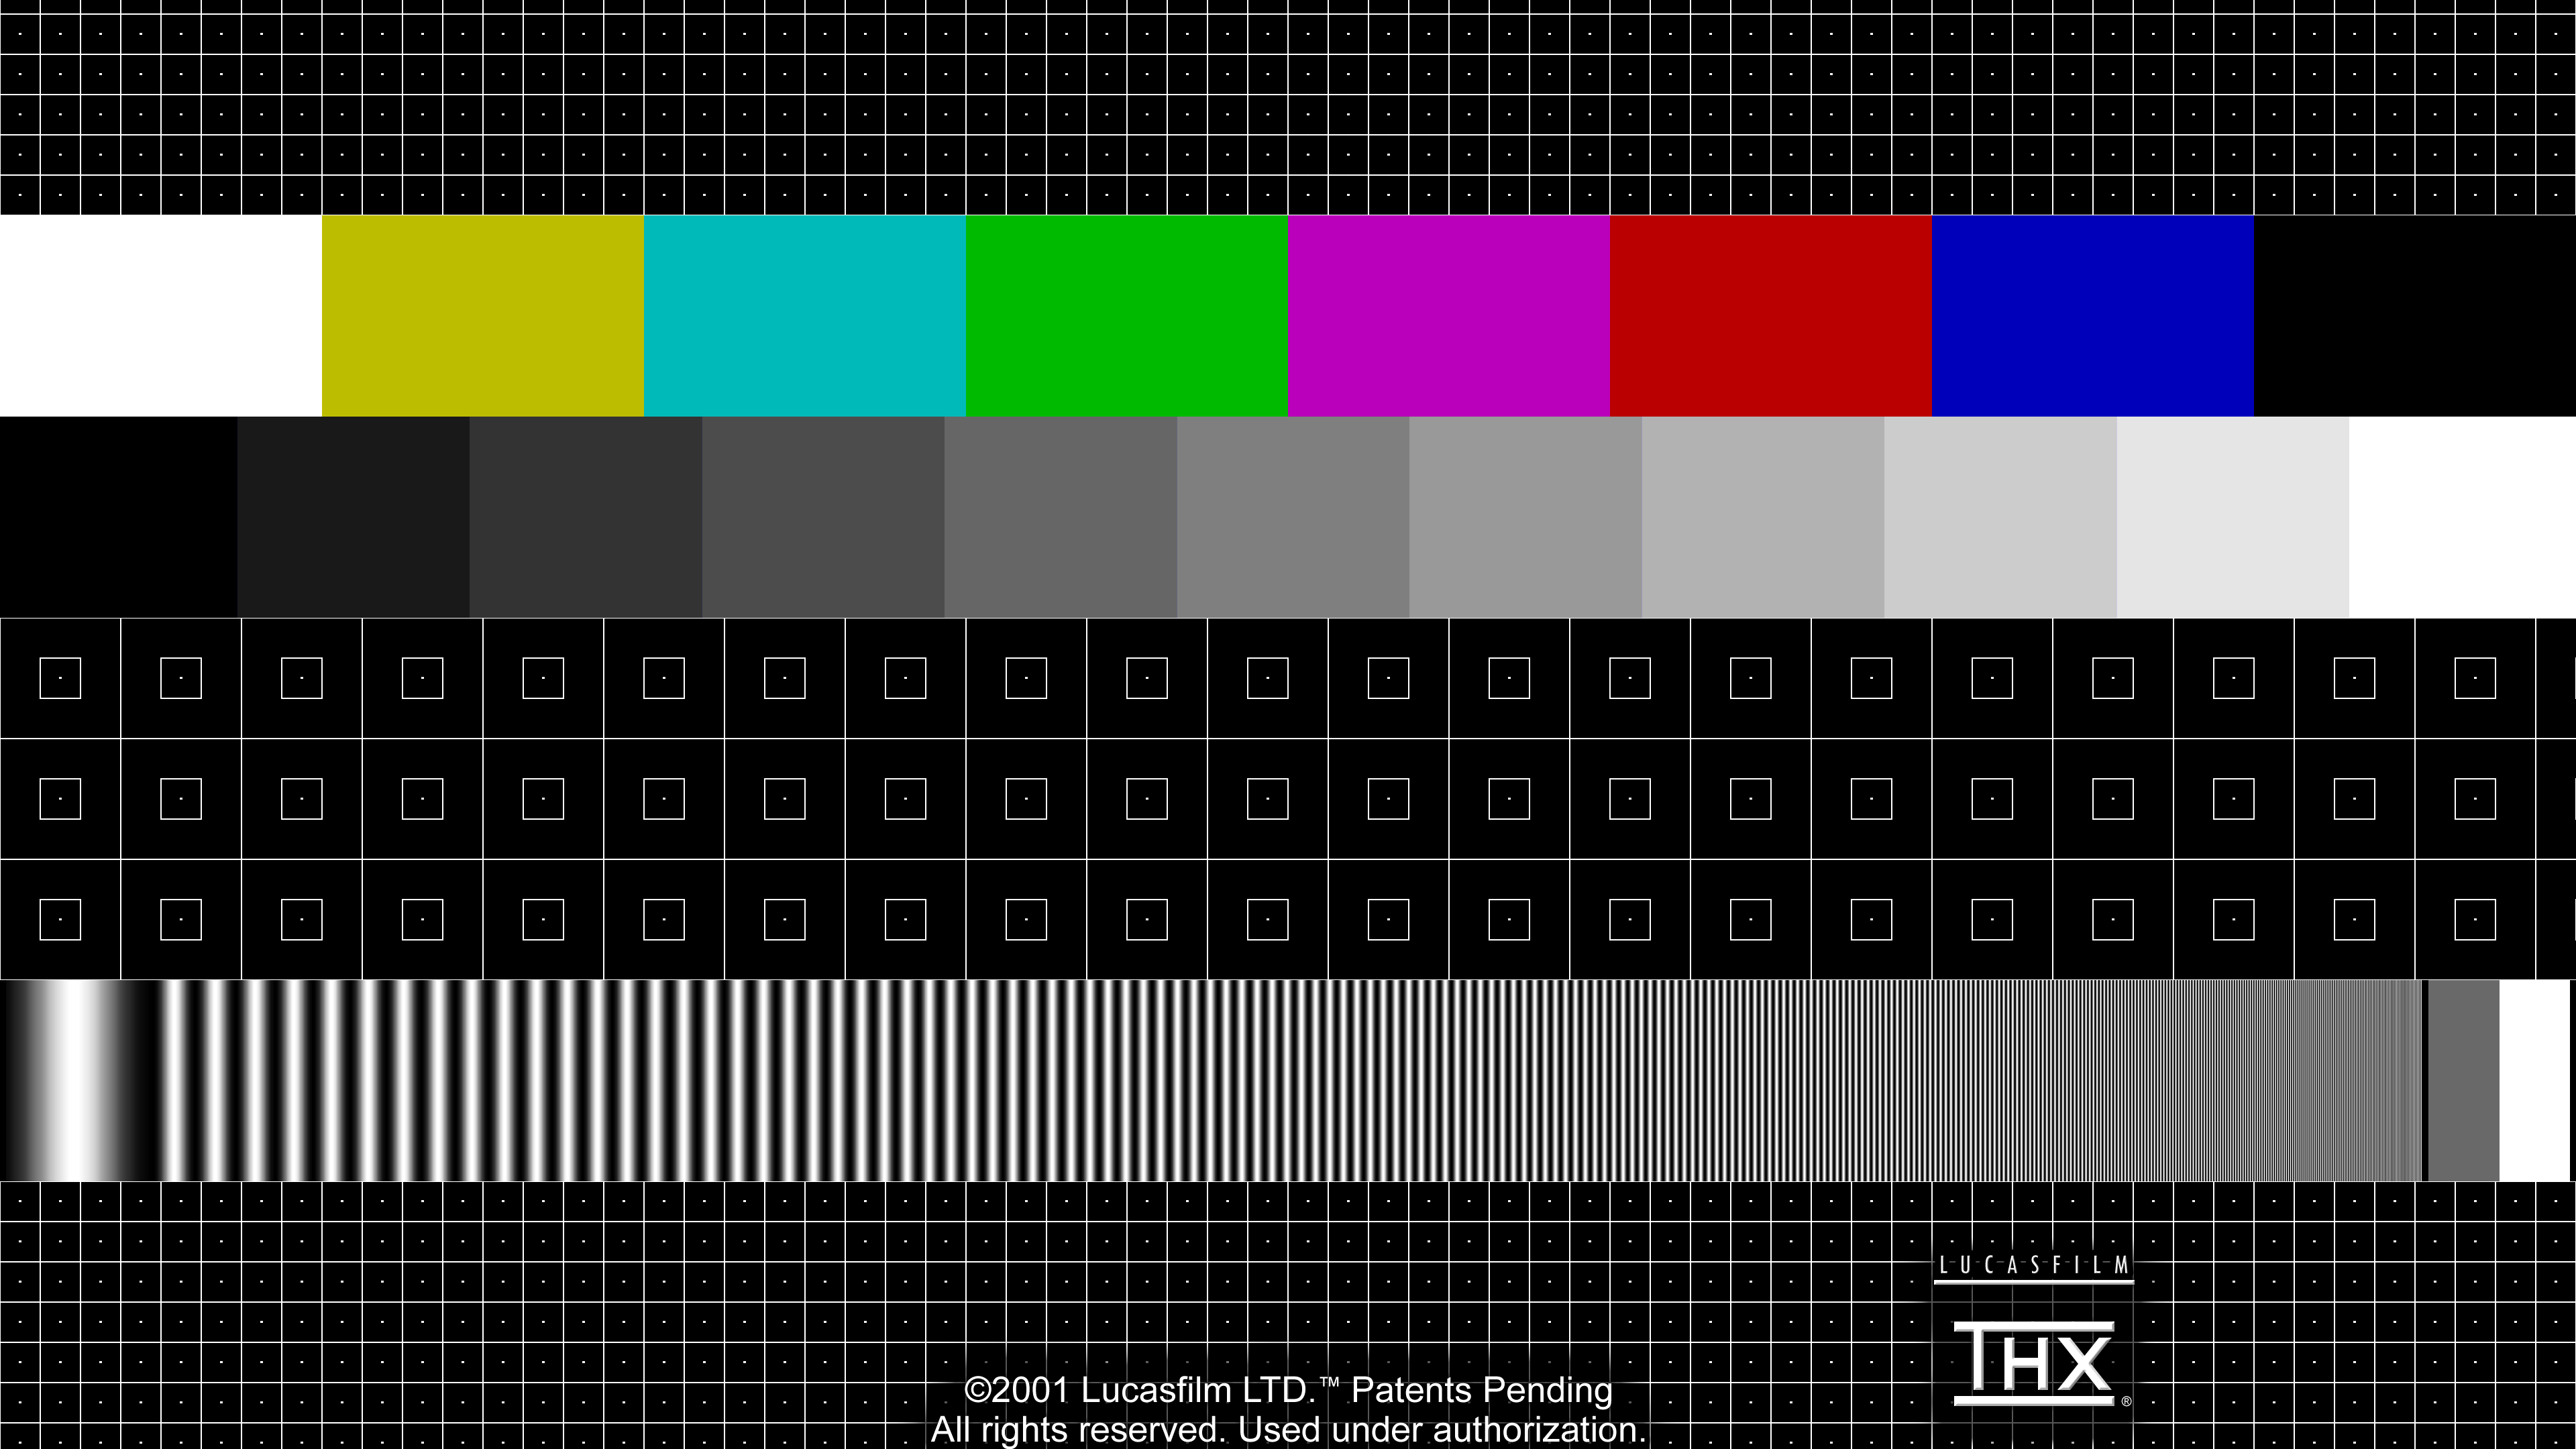 LUCASFILM
THX®
©2001 Lucasfilm LTD.™ Patents Pending
All rights reserved. Used under authorization.